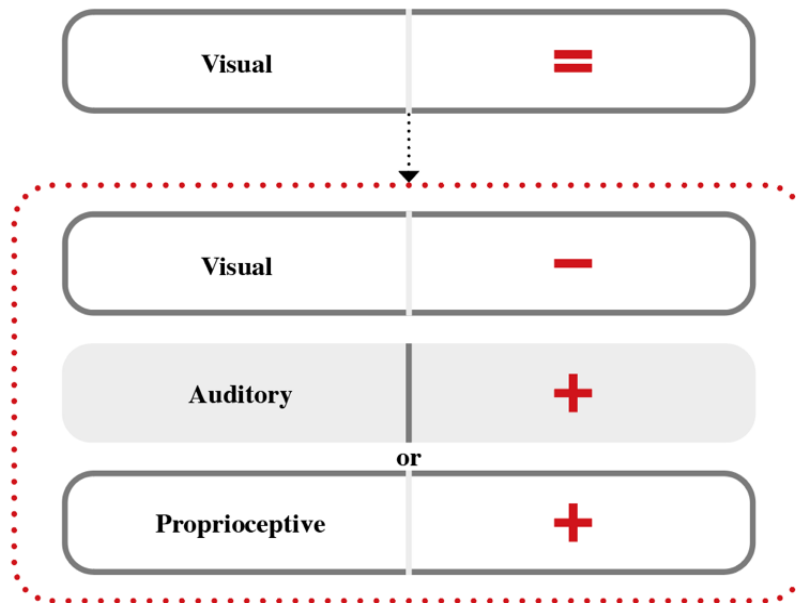 Visual =
Visual −
Auditory +
or
Proprioceptive +